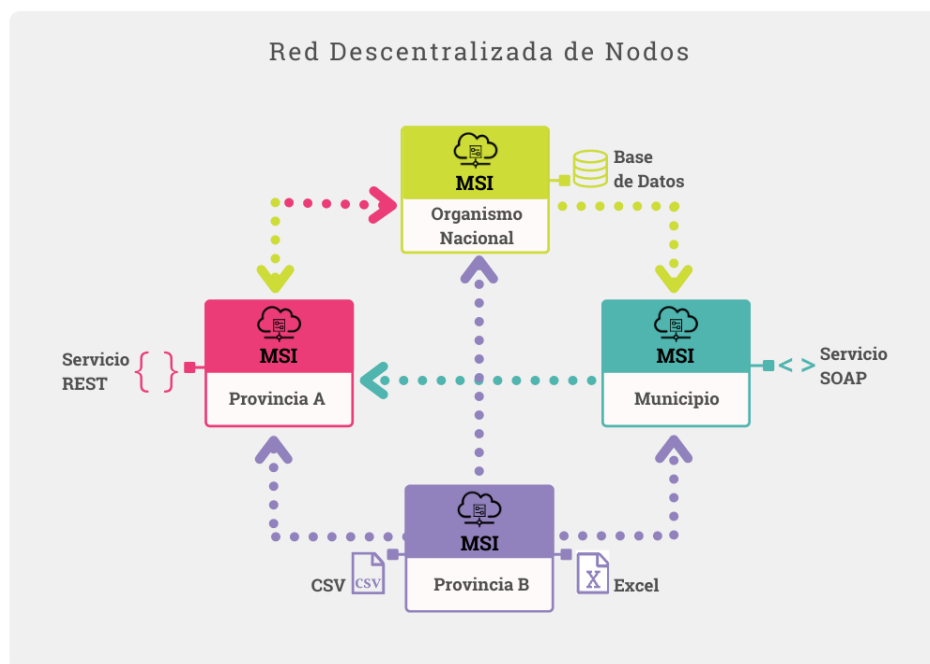 Red Descentralizada de Nodos
MSI
Organismo
Nacional
Base
de Datos
Servicio
REST
{ }
MSI
Provincia A
MSI
Municipio
< >
Servicio
SOAP
MSI
Provincia B
CSV
CSV
X
Excel